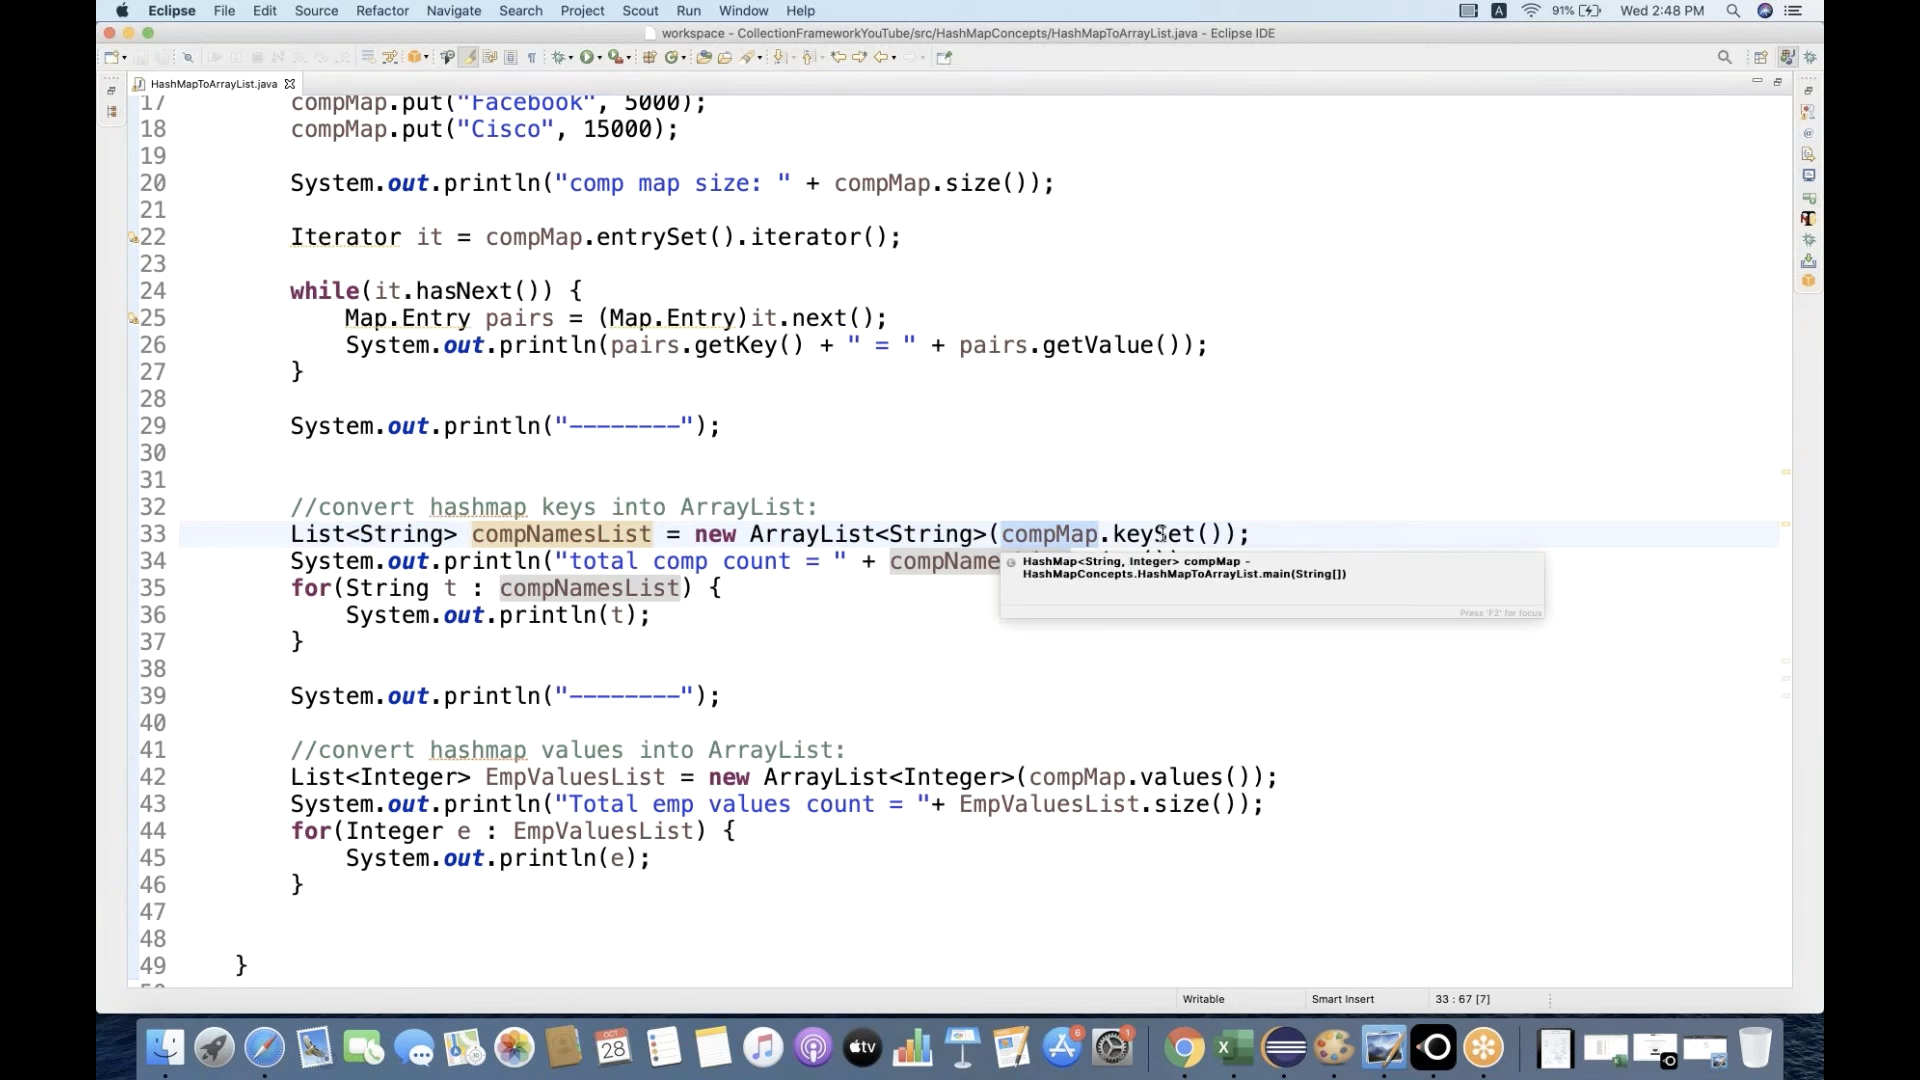 Eclipse File Edit Source Refactor Navigate Search Project Scout Run Window Help 91% Wed 2:48 PM
workspace - CollectionFrameworkYouTube/src/HashMapConcepts/HashMapToArrayList.java - Eclipse IDE
HashMapToArrayList.java
17 compMap.put("Facebook", 5000);
18 compMap.put("Cisco", 15000);
19
20 System.out.println("comp map size: " + compMap.size());
21
22 Iterator it = compMap.entrySet().iterator();
23
24 while(it.hasNext()) {
25 Map.Entry pairs = (Map.Entry)it.next();
26 System.out.println(pairs.getKey() + " = " + pairs.getValue());
27 }
28
29 System.out.println("--------");
30
31
32 //convert hashmap keys into ArrayList:
33 List<String> compNamesList = new ArrayList<String>(compMap.keySet());
34 System.out.println("total comp count = " + compName
HashMap<String, Integer> compMap -
HashMapConcepts.HashMapToArrayList.main(String[])
Press 'F2' for focus
35 for(String t : compNamesList) {
36 System.out.println(t);
37 }
38
39 System.out.println("--------");
40
41 //convert hashmap values into ArrayList:
42 List<Integer> EmpValuesList = new ArrayList<Integer>(compMap.values());
43 System.out.println("Total emp values count = "+ EmpValuesList.size());
44 for(Integer e : EmpValuesList) {
45 System.out.println(e);
46 }
47
48
49 }
Writable Smart Insert 33 : 67 [7]
OCT
28
tv
6
1